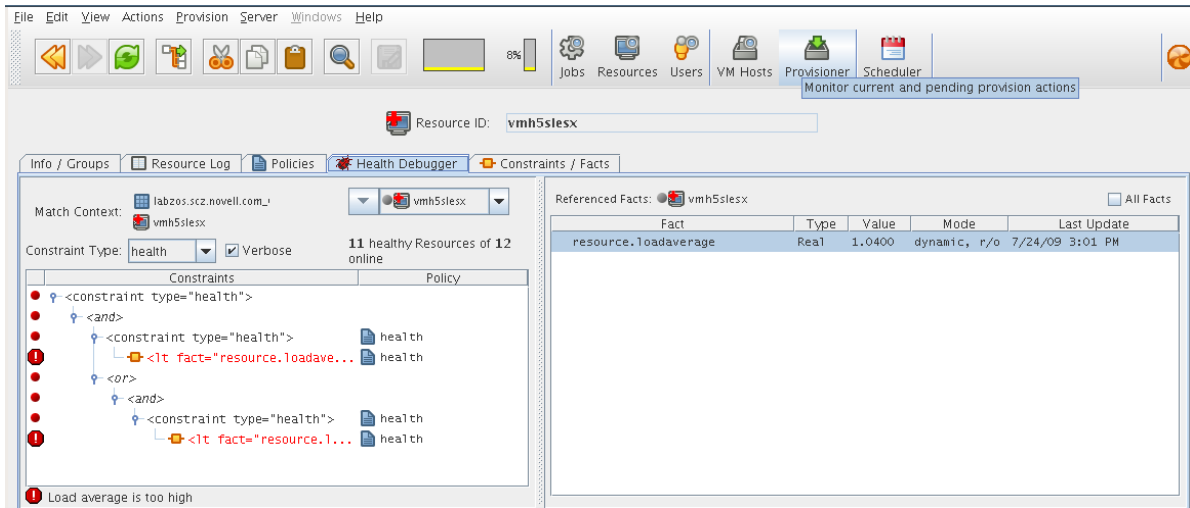 File Edit View Actions Provision Server Windows Help
8%
Jobs Resources Users VM Hosts Provisioner Scheduler
Monitor current and pending provision actions
Resource ID: vmh5slesx
Info / Groups Resource Log Policies Health Debugger Constraints / Facts
Match Context: labzos.scz.novell.com_
vmh5slesx
vmh5slesx
Constraint Type: health Verbose
11 healthy Resources of 12 online
Constraints Policy
<constraint type="health">
<and>
<constraint type="health"> health
<lt fact="resource.loadave... health
<or>
<and>
<constraint type="health"> health
<lt fact="resource.l... health
Load average is too high
Referenced Facts: vmh5slesx All Facts
Fact Type Value Mode Last Update
resource.loadaverage Real 1.0400 dynamic, r/o 7/24/09 3:01 PM